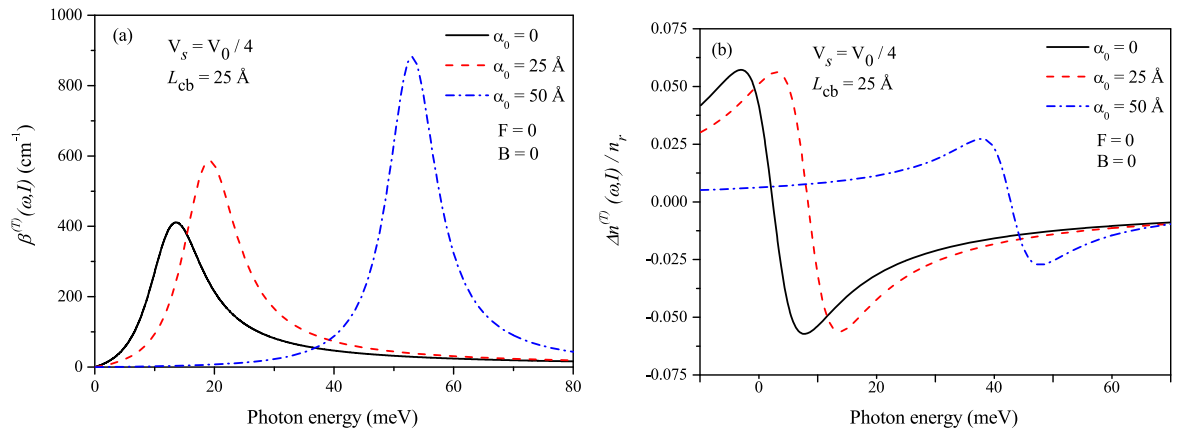 (a)
V_s = V_0 / 4
L_cb = 25 Å
α_0 = 0
α_0 = 25 Å
α_0 = 50 Å
F = 0
B = 0
β^(T)(ω,I) (cm^-1)
1000
800
600
400
200
0
0 20 40 60 80
Photon energy (meV)
(b)
V_s = V_0 / 4
L_cb = 25 Å
α_0 = 0
α_0 = 25 Å
α_0 = 50 Å
F = 0
B = 0
Δn^(T)(ω,I) / n_r
0.075
0.050
0.025
0.000
-0.025
-0.050
-0.075
0 20 40 60
Photon energy (meV)